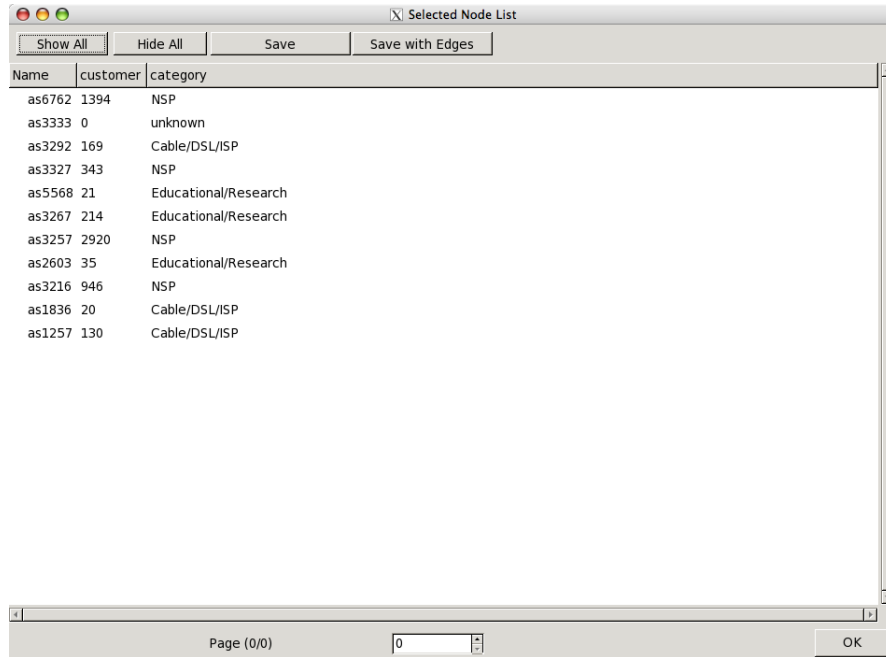 Selected Node List
Show All Hide All Save Save with Edges
Name customer category
as6762 1394 NSP
as3333 0 unknown
as3292 169 Cable/DSL/ISP
as3327 343 NSP
as5568 21 Educational/Research
as3267 214 Educational/Research
as3257 2920 NSP
as2603 35 Educational/Research
as3216 946 NSP
as1836 20 Cable/DSL/ISP
as1257 130 Cable/DSL/ISP
Page (0/0) 0 OK